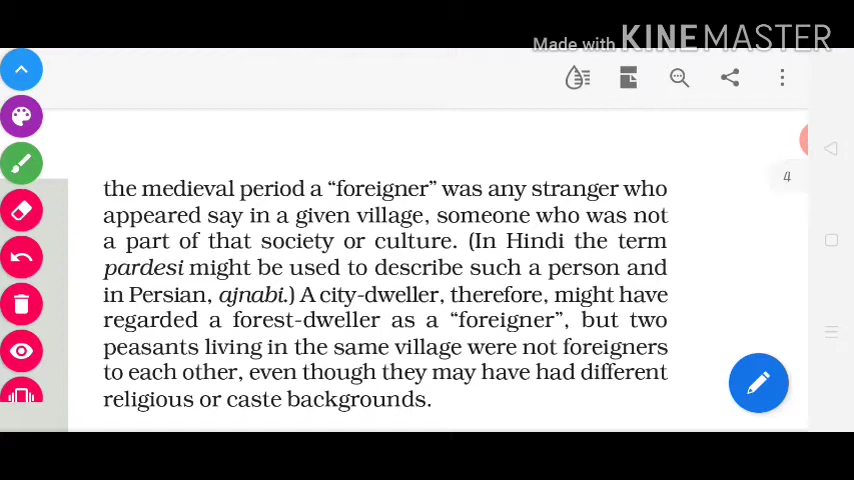 Made with KINEMASTER
4
the medieval period a “foreigner” was any stranger who
appeared say in a given village, someone who was not
a part of that society or culture. (In Hindi the term
pardesi might be used to describe such a person and
in Persian, ajnabi.) A city-dweller, therefore, might have
regarded a forest-dweller as a “foreigner”, but two
peasants living in the same village were not foreigners
to each other, even though they may have had different
religious or caste backgrounds.